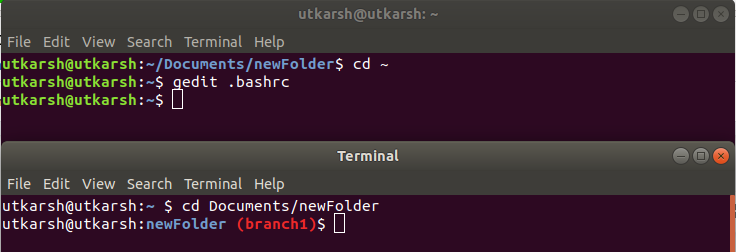 utkarsh@utkarsh: ~
File Edit View Search Terminal Help
utkarsh@utkarsh:~/Documents/newFolder$ cd ~
utkarsh@utkarsh:~$ gedit .bashrc
utkarsh@utkarsh:~$
Terminal
File Edit View Search Terminal Help
utkarsh@utkarsh:~ $ cd Documents/newFolder
utkarsh@utkarsh:newFolder (branch1)$